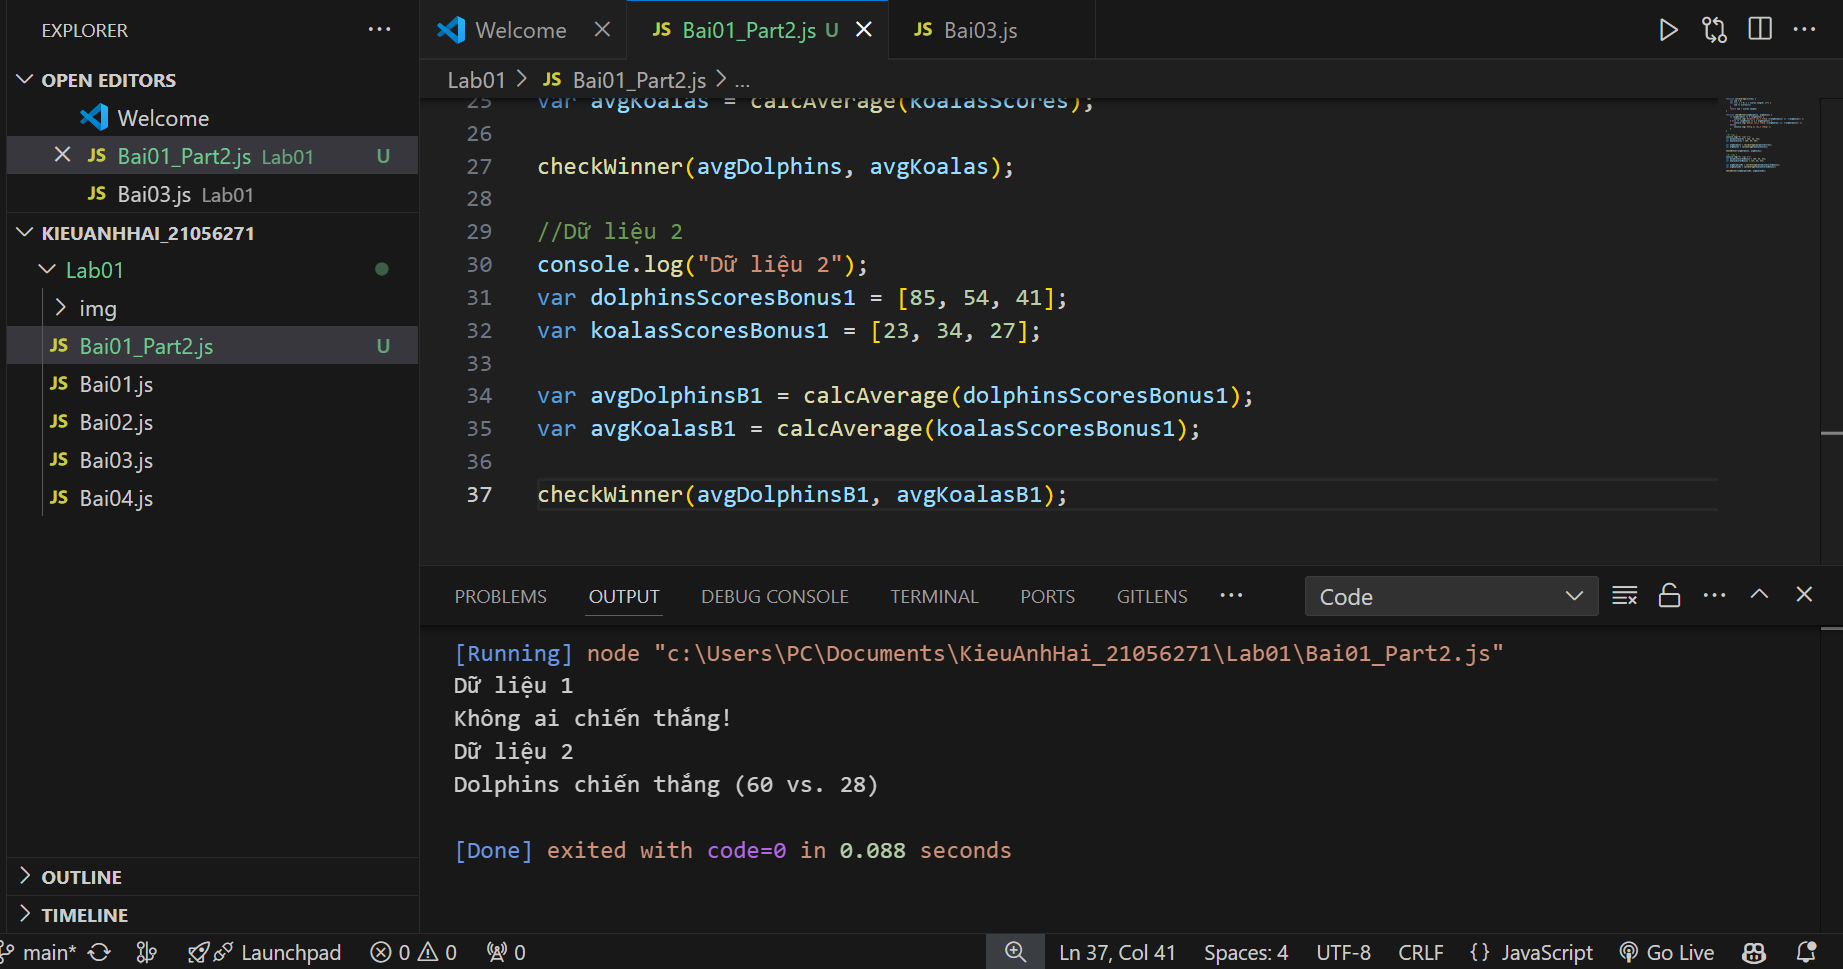 EXPLORER
OPEN EDITORS
Welcome
JS Bai01_Part2.js Lab01 U
JS Bai03.js Lab01
KIEUANHHAI_21056271
Lab01
img
JS Bai01_Part2.js U
JS Bai01.js
JS Bai02.js
JS Bai03.js
JS Bai04.js
OUTLINE
TIMELINE
Welcome
JS Bai01_Part2.js U
JS Bai03.js
Lab01 > JS Bai01_Part2.js > ...
25 var avgKoalas = calcAverage(koalasScores);
26
27 checkWinner(avgDolphins, avgKoalas);
28
29 //Dữ liệu 2
30 console.log("Dữ liệu 2");
31 var dolphinsScoresBonus1 = [85, 54, 41];
32 var koalasScoresBonus1 = [23, 34, 27];
33
34 var avgDolphinsB1 = calcAverage(dolphinsScoresBonus1);
35 var avgKoalasB1 = calcAverage(koalasScoresBonus1);
36
37 checkWinner(avgDolphinsB1, avgKoalasB1);
PROBLEMS OUTPUT DEBUG CONSOLE TERMINAL PORTS GITLENS ... Code
[Running] node "c:\Users\PC\Documents\KieuAnhHai_21056271\Lab01\Bai01_Part2.js"
Dữ liệu 1
Không ai chiến thắng!
Dữ liệu 2
Dolphins chiến thắng (60 vs. 28)
[Done] exited with code=0 in 0.088 seconds
main* Launchpad 0 0 0 Ln 37, Col 41 Spaces: 4 UTF-8 CRLF {} JavaScript Go Live